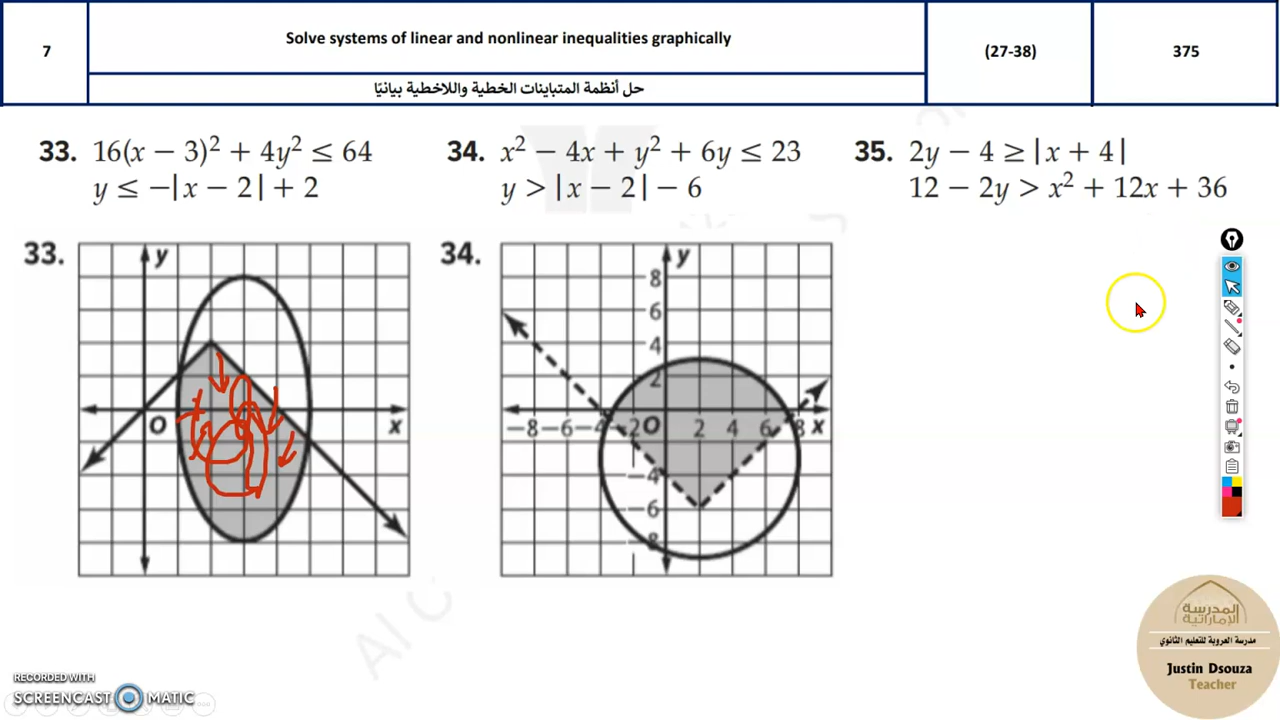 7
Solve systems of linear and nonlinear inequalities graphically
(27-38)
375
حل أنظمة المتباينات الخطية واللاخطية بيانيًا
33. 16(x − 3)² + 4y² ≤ 64
y ≤ −|x − 2| + 2
34. x² − 4x + y² + 6y ≤ 23
y > |x − 2| − 6
35. 2y − 4 ≥ |x + 4|
12 − 2y > x² + 12x + 36
33.
y
O
x
34.
y
8
6
4
2
−8 −6 −4 −2 O 2 4 6 8 x
−4
−6
−8
المدرسة
الإماراتية
مدرسة العروبة للتعليم الثانوي
Justin Dsouza
Teacher
RECORDED WITH
SCREENCAST MATIC